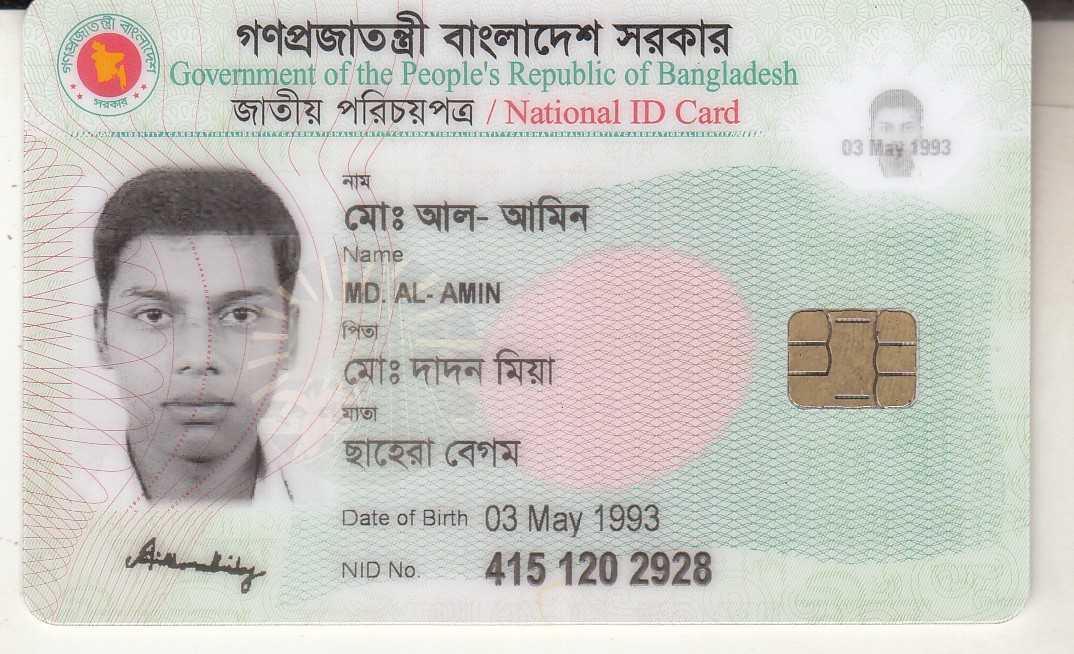 গণপ্রজাতন্ত্রী বাংলাদেশ সরকার
Government of the People's Republic of Bangladesh
জাতীয় পরিচয়পত্র / National ID Card
গণপ্রজাতন্ত্রী বাংলাদেশ
সরকার
03 May 1993
নাম
মোঃ আল- আমিন
Name
MD. AL- AMIN
পিতা
মোঃ দাদন মিয়া
মাতা
ছাহেরা বেগম
Date of Birth 03 May 1993
NID No. 415 120 2928